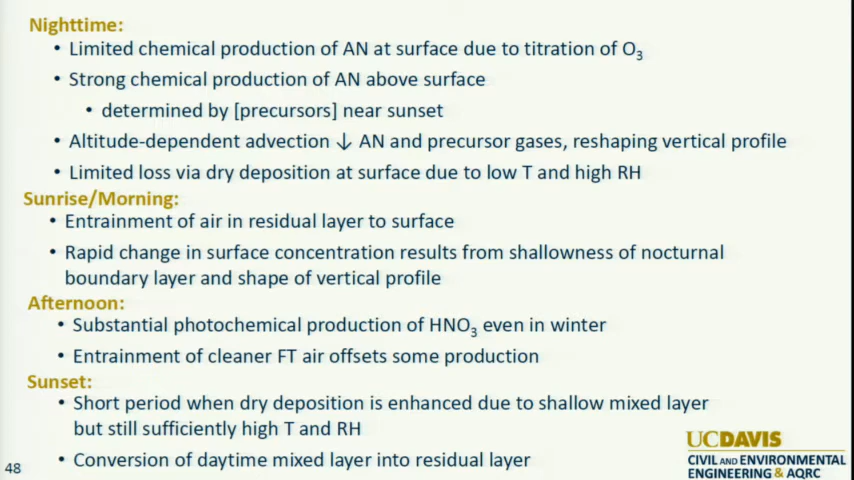 Nighttime:
• Limited chemical production of AN at surface due to titration of O₃
• Strong chemical production of AN above surface
• determined by [precursors] near sunset
• Altitude-dependent advection ↓ AN and precursor gases, reshaping vertical profile
• Limited loss via dry deposition at surface due to low T and high RH
Sunrise/Morning:
• Entrainment of air in residual layer to surface
• Rapid change in surface concentration results from shallowness of nocturnal
boundary layer and shape of vertical profile
Afternoon:
• Substantial photochemical production of HNO₃ even in winter
• Entrainment of cleaner FT air offsets some production
Sunset:
• Short period when dry deposition is enhanced due to shallow mixed layer
but still sufficiently high T and RH
• Conversion of daytime mixed layer into residual layer
48
UCDAVIS
CIVIL AND ENVIRONMENTAL
ENGINEERING & AQRC